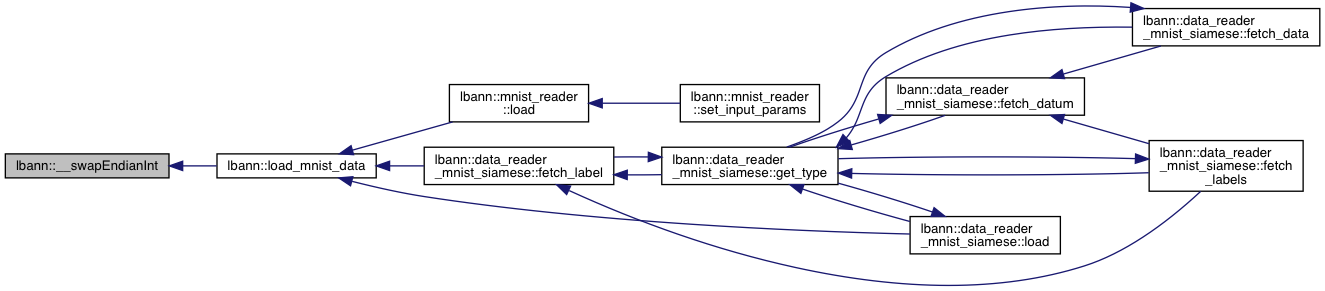 lbann::__swapEndianInt
lbann::load_mnist_data
lbann::mnist_reader
::load
lbann::data_reader
_mnist_siamese::fetch_label
lbann::mnist_reader
::set_input_params
lbann::data_reader
_mnist_siamese::get_type
lbann::data_reader
_mnist_siamese::fetch_datum
lbann::data_reader
_mnist_siamese::load
lbann::data_reader
_mnist_siamese::fetch_data
lbann::data_reader
_mnist_siamese::fetch
_labels